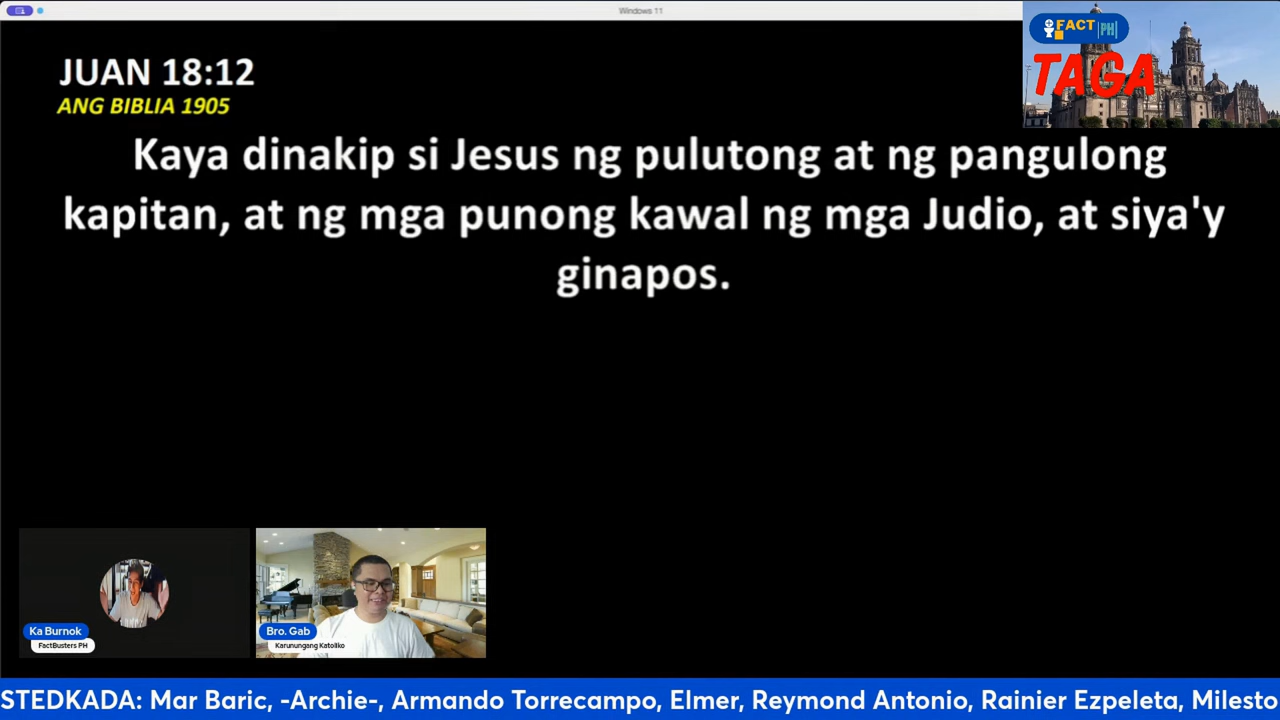 Windows 11
FACT PH
TAGA
JUAN 18:12
ANG BIBLIA 1905
Kaya dinakip si Jesus ng pulutong at ng pangulong
kapitan, at ng mga punong kawal ng mga Judio, at siya'y
ginapos.
Ka Burnok
FactBusters PH
Bro. Gab
Karunungang Katoliko
STEDKADA: Mar Baric, -Archie-, Armando Torrecampo, Elmer, Reymond Antonio, Rainier Ezpeleta, Milesto